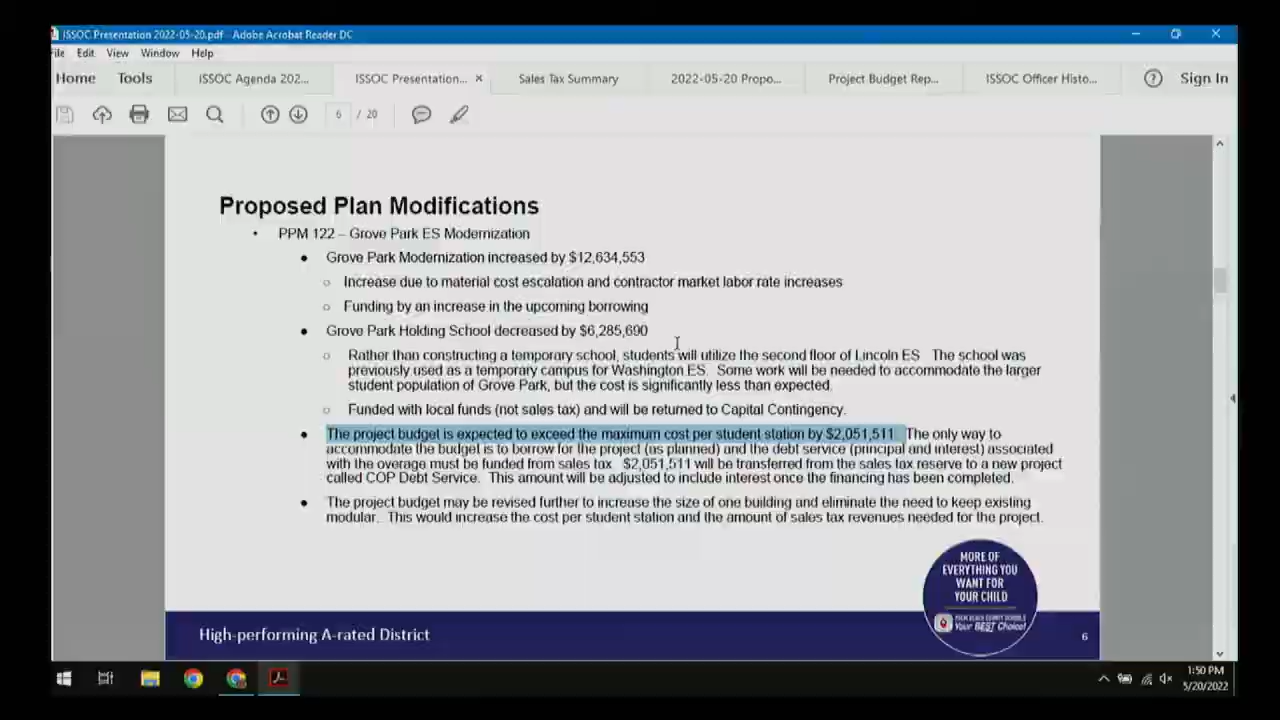 ISSOC Presentation 2022-05-20.pdf - Adobe Acrobat Reader DC
File Edit View Window Help
Home Tools ISSOC Agenda 202... ISSOC Presentation... × Sales Tax Summary 2022-05-20 Propo... Project Budget Rep... ISSOC Officer Histo... ? Sign In
6 / 20
Proposed Plan Modifications
• PPM 122 – Grove Park ES Modernization
• Grove Park Modernization increased by $12,634,553
○ Increase due to material cost escalation and contractor market labor rate increases
○ Funding by an increase in the upcoming borrowing
• Grove Park Holding School decreased by $6,285,690
○ Rather than constructing a temporary school, students will utilize the second floor of Lincoln ES. The school was
previously used as a temporary campus for Washington ES. Some work will be needed to accommodate the larger
student population of Grove Park, but the cost is significantly less than expected.
○ Funded with local funds (not sales tax) and will be returned to Capital Contingency.
• The project budget is expected to exceed the maximum cost per student station by $2,051,511. The only way to
accommodate the budget is to borrow for the project (as planned) and the debt service (principal and interest) associated
with the overage must be funded from sales tax. $2,051,511 will be transferred from the sales tax reserve to a new project
called COP Debt Service. This amount will be adjusted to include interest once the financing has been completed.
• The project budget may be revised further to increase the size of one building and eliminate the need to keep existing
modular. This would increase the cost per student station and the amount of sales tax revenues needed for the project.
MORE OF
EVERYTHING YOU
WANT FOR
YOUR CHILD
PALM BEACH COUNTY SCHOOLS
Your BEST Choice!
High-performing A-rated District
6
1:50 PM
5/20/2022